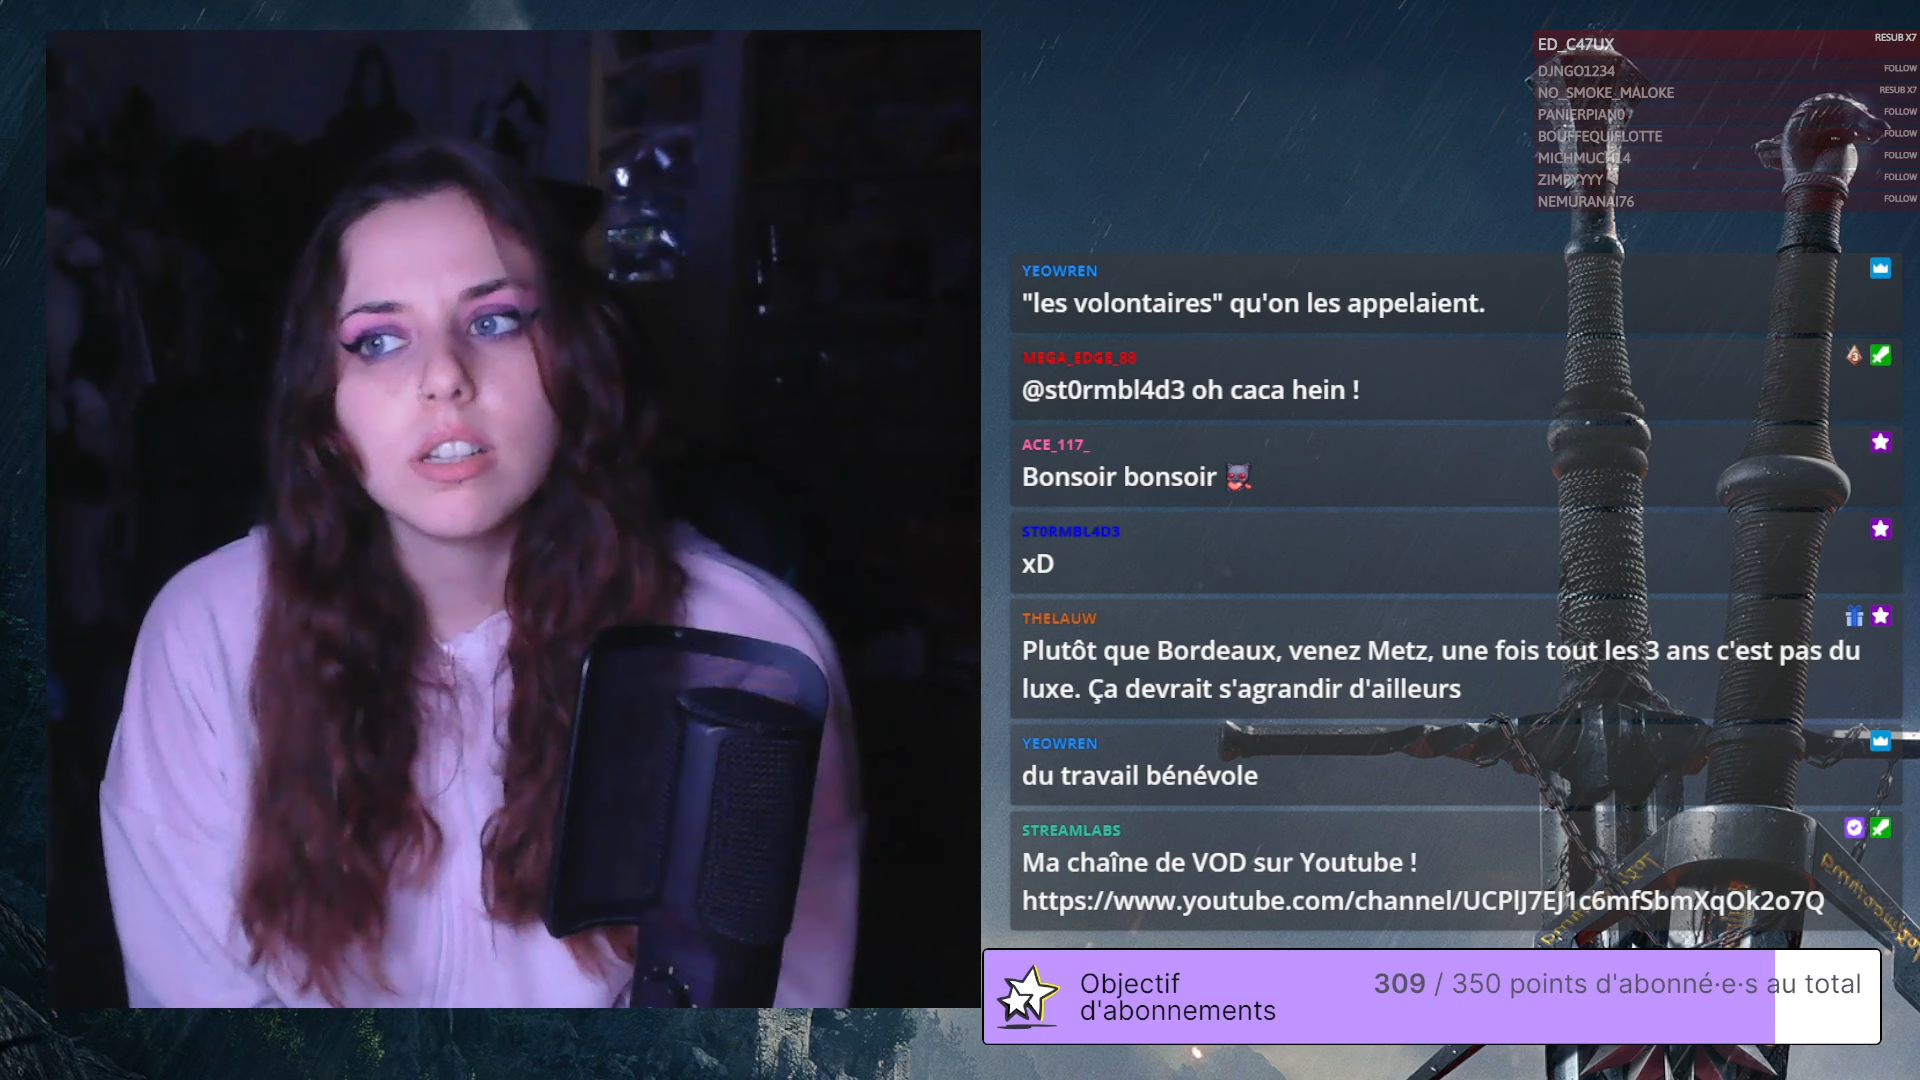 ED_C47UX RESUB X7
DJNGO1234 FOLLOW
NO_SMOKE_MALOKE RESUB X7
PANIERPIANO7 FOLLOW
BOUFFEQUIFLOTTE FOLLOW
MICHMUCH14 FOLLOW
ZIMPYYYY FOLLOW
NEMURANAI76 FOLLOW
YEOWREN
"les volontaires" qu'on les appelaient.
MEGA_EDGE_88
@st0rmbl4d3 oh caca hein !
ACE_117_
Bonsoir bonsoir
ST0RMBL4D3
xD
THELAUW
Plutôt que Bordeaux, venez Metz, une fois tout les 3 ans c'est pas du
luxe. Ça devrait s'agrandir d'ailleurs
YEOWREN
du travail bénévole
STREAMLABS
Ma chaîne de VOD sur Youtube !
https://www.youtube.com/channel/UCPlJ7EJ1c6mfSbmXqOk2o7Q
Objectif
d'abonnements
309 / 350 points d'abonné·e·s au total